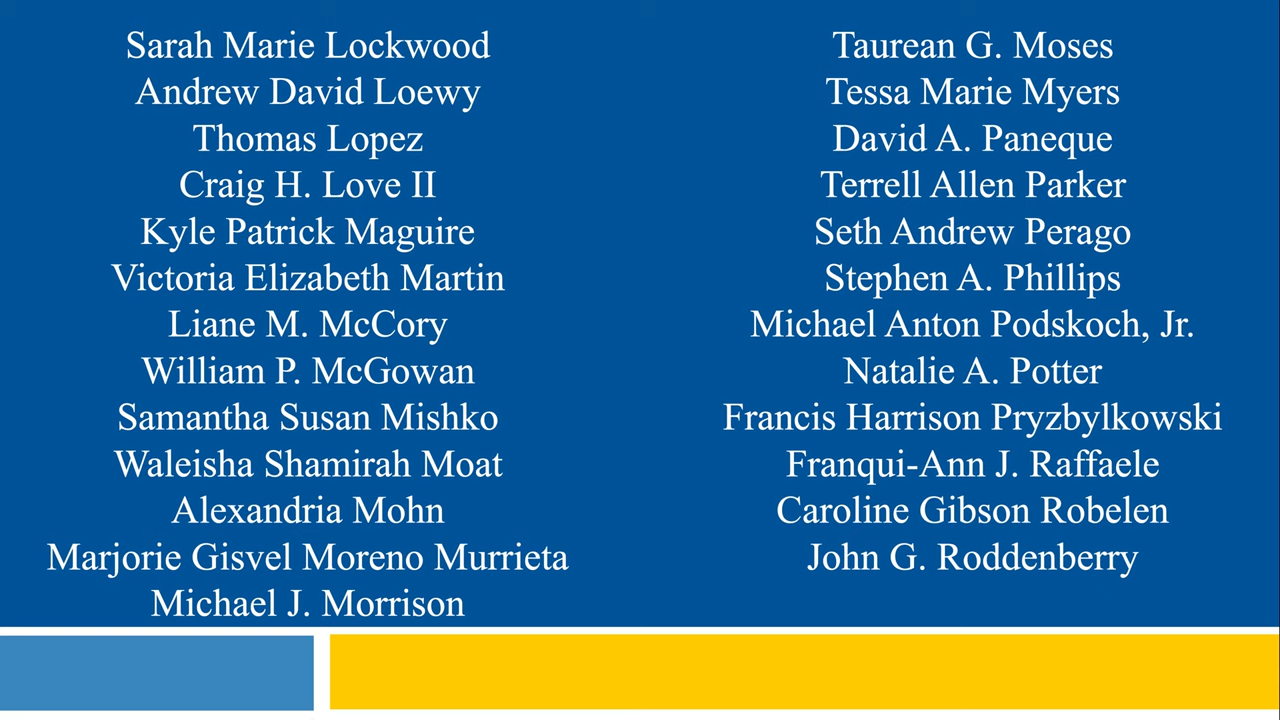 Sarah Marie Lockwood
Andrew David Loewy
Thomas Lopez
Craig H. Love II
Kyle Patrick Maguire
Victoria Elizabeth Martin
Liane M. McCory
William P. McGowan
Samantha Susan Mishko
Waleisha Shamirah Moat
Alexandria Mohn
Marjorie Gisvel Moreno Murrieta
Michael J. Morrison
Taurean G. Moses
Tessa Marie Myers
David A. Paneque
Terrell Allen Parker
Seth Andrew Perago
Stephen A. Phillips
Michael Anton Podskoch, Jr.
Natalie A. Potter
Francis Harrison Pryzbylkowski
Franqui-Ann J. Raffaele
Caroline Gibson Robelen
John G. Roddenberry